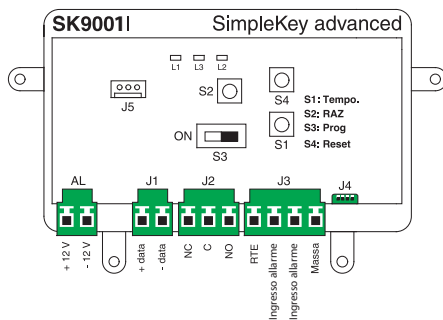 SK9001I SimpleKey advanced
L1 L3 L2
J5
S2
S4
S1: Tempo.
S2: RAZ
S3: Prog
S4: Reset
ON
S3
S1
AL J1 J2 J3 J4
+ 12 V
- 12 V
+ data
- data
NC
C
NO
RTE
Ingresso allarme
Ingresso allarme
Massa